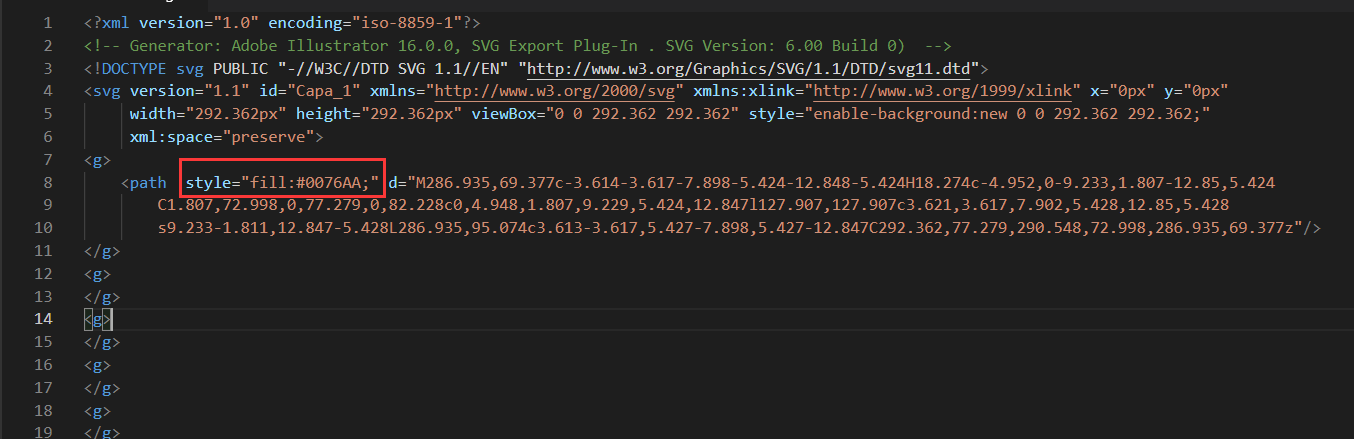 1 <?xml version="1.0" encoding="iso-8859-1"?>
2 <!-- Generator: Adobe Illustrator 16.0.0, SVG Export Plug-In . SVG Version: 6.00 Build 0)  -->
3 <!DOCTYPE svg PUBLIC "-//W3C//DTD SVG 1.1//EN" "http://www.w3.org/Graphics/SVG/1.1/DTD/svg11.dtd">
4 <svg version="1.1" id="Capa_1" xmlns="http://www.w3.org/2000/svg" xmlns:xlink="http://www.w3.org/1999/xlink" x="0px" y="0px"
5 width="292.362px" height="292.362px" viewBox="0 0 292.362 292.362" style="enable-background:new 0 0 292.362 292.362;"
6 xml:space="preserve">
7 <g>
8 <path  style="fill:#0076AA;" d="M286.935,69.377c-3.614-3.617-7.898-5.424-12.848-5.424H18.274c-4.952,0-9.233,1.807-12.85,5.424
9 C1.807,72.998,0,77.279,0,82.228c0,4.948,1.807,9.229,5.424,12.847l127.907,127.907c3.621,3.617,7.902,5.428,12.85,5.428
10 s9.233-1.811,12.847-5.428L286.935,95.074c3.613-3.617,5.427-7.898,5.427-12.847C292.362,77.279,290.548,72.998,286.935,69.377z"/>
11 </g>
12 <g>
13 </g>
14 <g>
15 </g>
16 <g>
17 </g>
18 <g>
19 </g>